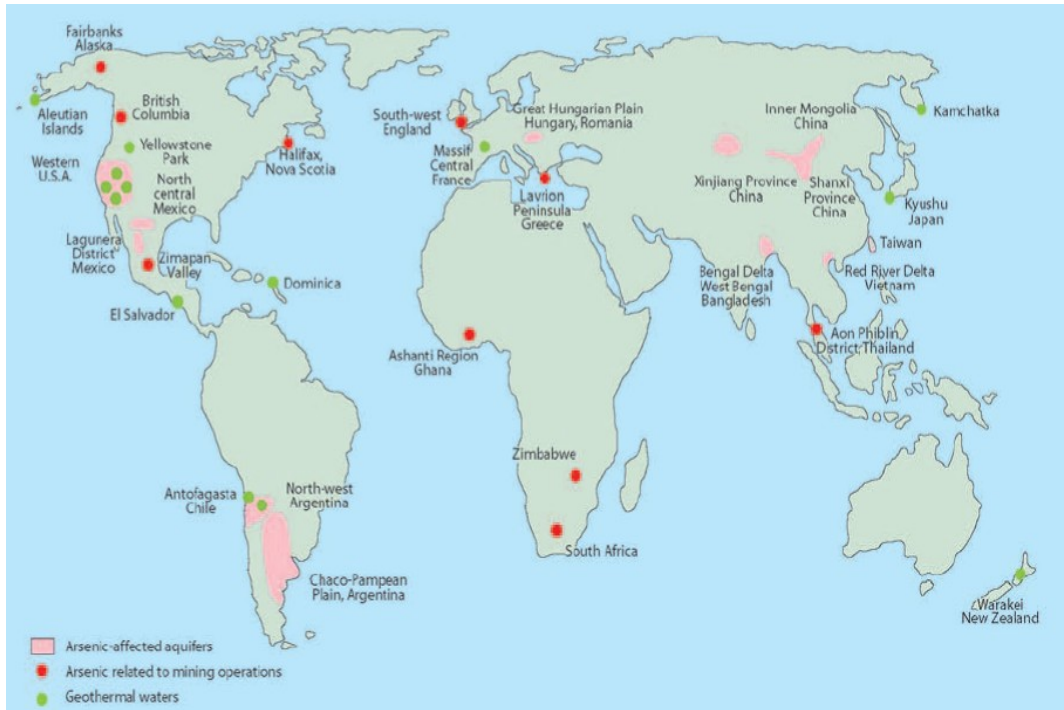 Fairbanks
Alaska
Aleutian
Islands
British
Columbia
Yellowstone
Park
Western
U.S.A.
North
central
Mexico
Halifax,
Nova Scotia
Lagunera
District
Mexico
Zimapan
Valley
El Salvador
Dominica
South-west
England
Great Hungarian Plain
Hungary, Romania
Massif
Central
France
Lavrion
Peninsula
Greece
Inner Mongolia
China
Kamchatka
Xinjiang Province
China
Shanxi
Province
China
Kyushu
Japan
Taiwan
Bengal Delta
West Bengal
Bangladesh
Red River Delta
Vietnam
Aon Phiblin
District,Thailand
Ashanti Region
Ghana
Zimbabwe
South Africa
Antofagasta
Chile
North-west
Argentina
Chaco-Pampean
Plain, Argentina
Warakei
New Zealand
Arsenic-affected aquifers
Arsenic related to mining operations
Geothermal waters